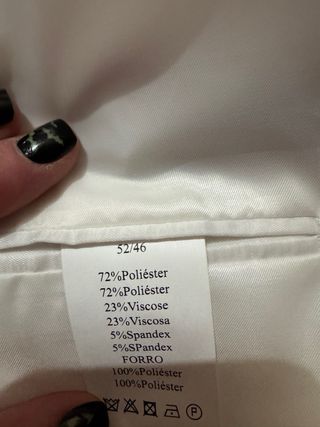 52/46
72%Poliéster
72%Poliéster
23%Viscose
23%Viscosa
5%Spandex
5%SPandex
FORRO
100%Poliéster
100%Poliéster
P